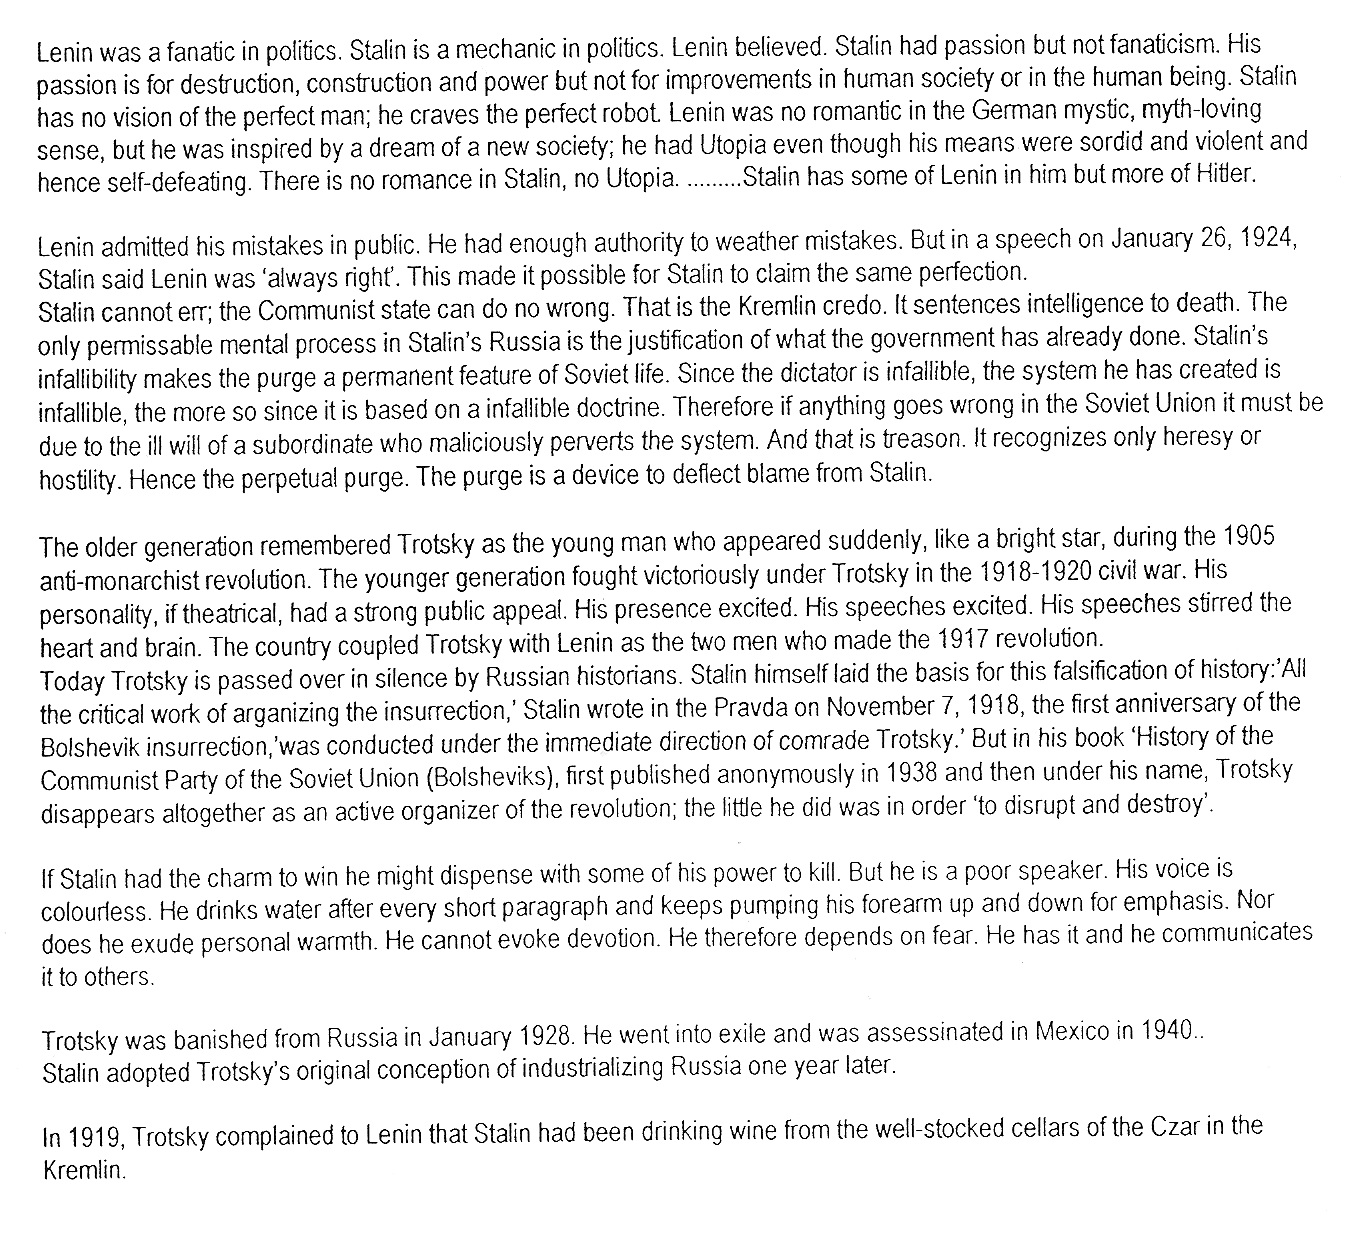 Lenin was a fanatic in politics. Stalin is a mechanic in politics. Lenin believed. Stalin had passion but not fanaticism. His
passion is for destruction, construction and power but not for improvements in human society or in the human being. Stalin
has no vision of the perfect man; he craves the perfect robot. Lenin was no romantic in the German mystic, myth-loving
sense, but he was inspired by a dream of a new society; he had Utopia even though his means were sordid and violent and
hence self-defeating. There is no romance in Stalin, no Utopia. .........Stalin has some of Lenin in him but more of Hitler.

Lenin admitted his mistakes in public. He had enough authority to weather mistakes. But in a speech on January 26, 1924,
Stalin said Lenin was ‘always right’. This made it possible for Stalin to claim the same perfection.
Stalin cannot err; the Communist state can do no wrong. That is the Kremlin credo. It sentences intelligence to death. The
only permissable mental process in Stalin’s Russia is the justification of what the government has already done. Stalin’s
infallibility makes the purge a permanent feature of Soviet life. Since the dictator is infallible, the system he has created is
infallible, the more so since it is based on a infallible doctrine. Therefore if anything goes wrong in the Soviet Union it must be
due to the ill will of a subordinate who maliciously perverts the system. And that is treason. It recognizes only heresy or
hostility. Hence the perpetual purge. The purge is a device to deflect blame from Stalin.

The older generation remembered Trotsky as the young man who appeared suddenly, like a bright star, during the 1905
anti-monarchist revolution. The younger generation fought victoriously under Trotsky in the 1918-1920 civil war. His
personality, if theatrical, had a strong public appeal. His presence excited. His speeches excited. His speeches stirred the
heart and brain. The country coupled Trotsky with Lenin as the two men who made the 1917 revolution.
Today Trotsky is passed over in silence by Russian historians. Stalin himself laid the basis for this falsification of history:’All
the critical work of arganizing the insurrection,’ Stalin wrote in the Pravda on November 7, 1918, the first anniversary of the
Bolshevik insurrection,’was conducted under the immediate direction of comrade Trotsky.’ But in his book ‘History of the
Communist Party of the Soviet Union (Bolsheviks), first published anonymously in 1938 and then under his name, Trotsky
disappears altogether as an active organizer of the revolution; the little he did was in order ‘to disrupt and destroy’.

If Stalin had the charm to win he might dispense with some of his power to kill. But he is a poor speaker. His voice is
colourless. He drinks water after every short paragraph and keeps pumping his forearm up and down for emphasis. Nor
does he exude personal warmth. He cannot evoke devotion. He therefore depends on fear. He has it and he communicates
it to others.

Trotsky was banished from Russia in January 1928. He went into exile and was assessinated in Mexico in 1940..
Stalin adopted Trotsky’s original conception of industrializing Russia one year later.

In 1919, Trotsky complained to Lenin that Stalin had been drinking wine from the well-stocked cellars of the Czar in the
Kremlin.